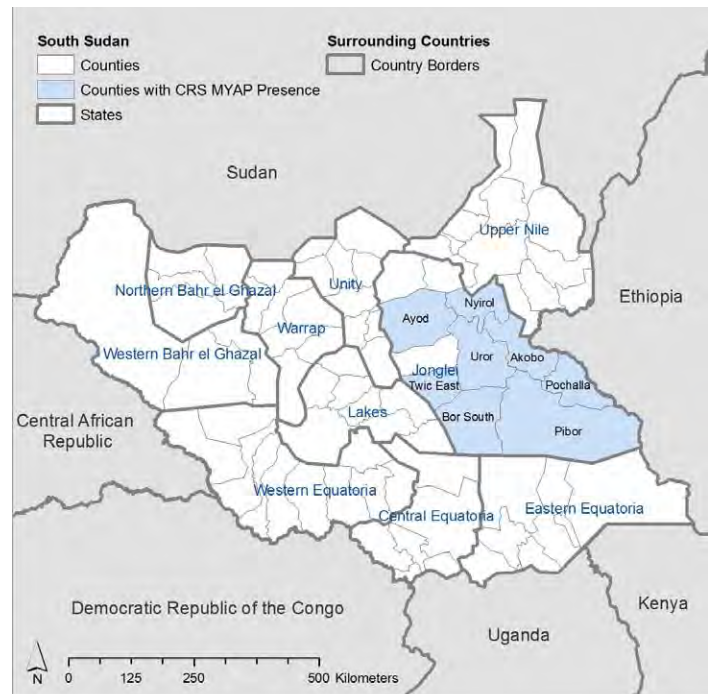 South Sudan
Counties
Counties with CRS MYAP Presence
States
Surrounding Countries
Country Borders
Sudan
Upper Nile
Ethiopia
Northern Bahr el Ghazal
Unity
Nyirol
Warrap
Ayod
Western Bahr el Ghazal
Uror
Akobo
Jonglei
Twic East
Pochalla
Central African
Republic
Lakes
Bor South
Pibor
Western Equatoria
Central Equatoria
Eastern Equatoria
Democratic Republic of the Congo
Kenya
Uganda
N
0 125 250 500 Kilometers